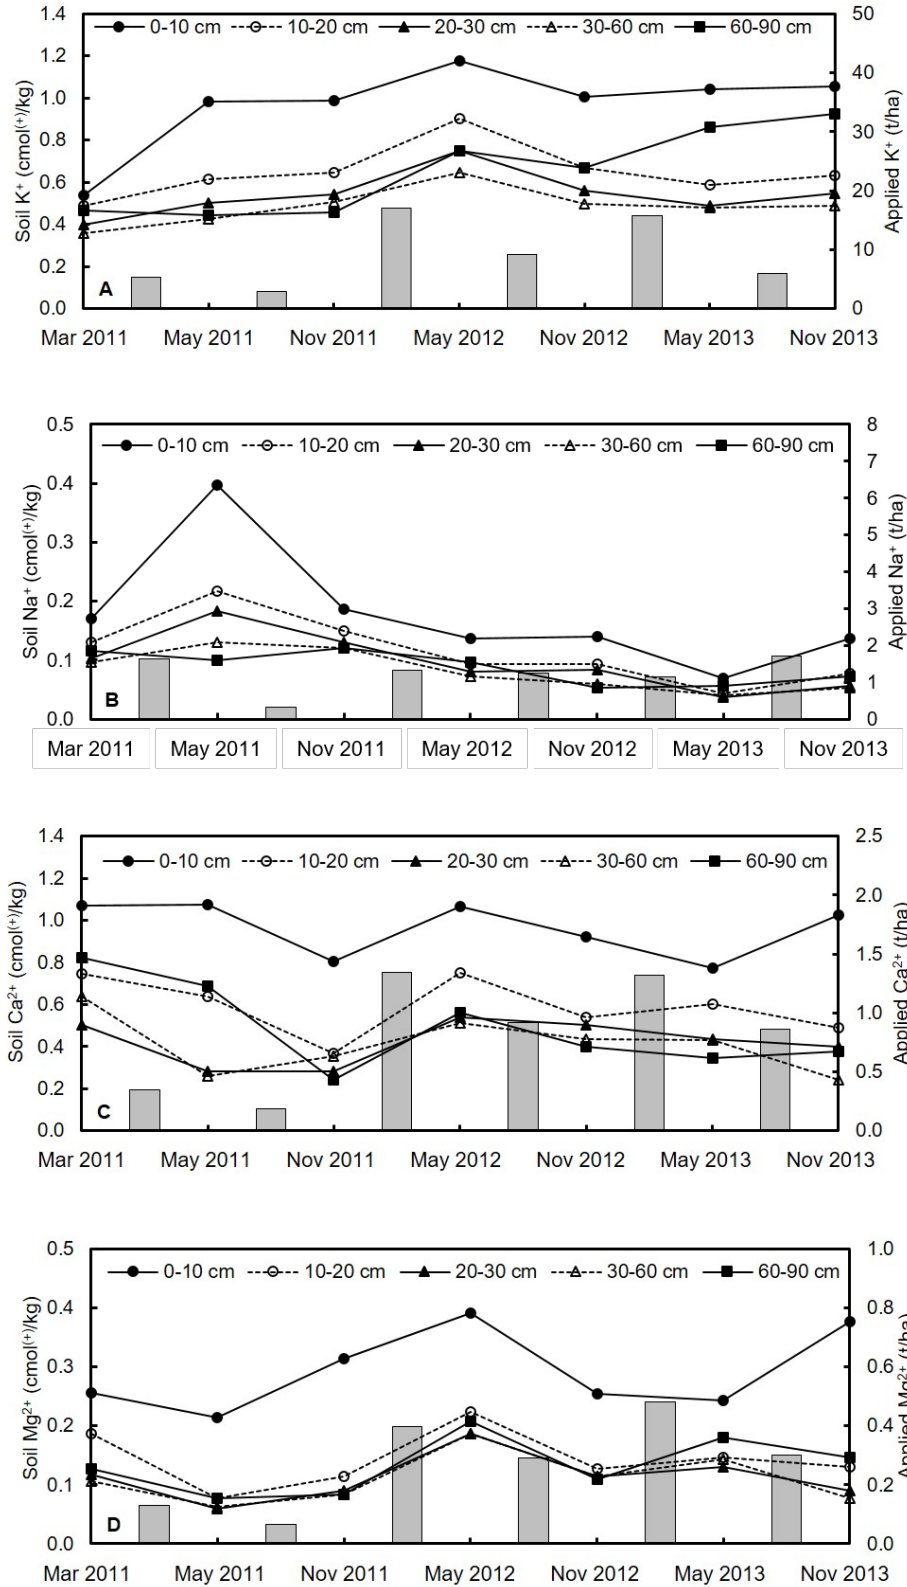 1.4 50
0-10 cm 10-20 cm 20-30 cm 30-60 cm 60-90 cm
1.2 40
1.0
0.8 30
0.6 20
0.4
0.2 10
0.0 0
Soil K⁺ (cmol⁽⁺⁾/kg)
Applied K⁺ (t/ha)
A
Mar 2011 May 2011 Nov 2011 May 2012 Nov 2012 May 2013 Nov 2013
0.5 8
0-10 cm 10-20 cm 20-30 cm 30-60 cm 60-90 cm
7
0.4 6
0.3 5
4
0.2 3
0.1 2
1
0.0 0
Soil Na⁺ (cmol⁽⁺⁾/kg)
Applied Na⁺ (t/ha)
B
Mar 2011 May 2011 Nov 2011 May 2012 Nov 2012 May 2013 Nov 2013
1.4 2.5
0-10 cm 10-20 cm 20-30 cm 30-60 cm 60-90 cm
1.2 2.0
1.0
0.8 1.5
0.6 1.0
0.4
0.2 0.5
0.0 0.0
Soil Ca²⁺ (cmol⁽⁺⁾/kg)
Applied Ca²⁺ (t/ha)
C
Mar 2011 May 2011 Nov 2011 May 2012 Nov 2012 May 2013 Nov 2013
0.5 1.0
0-10 cm 10-20 cm 20-30 cm 30-60 cm 60-90 cm
0.4 0.8
0.3 0.6
0.2 0.4
0.1 0.2
0.0 0.0
Soil Mg²⁺ (cmol⁽⁺⁾/kg)
Applied Mg²⁺ (t/ha)
D
Mar 2011 May 2011 Nov 2011 May 2012 Nov 2012 May 2013 Nov 2013